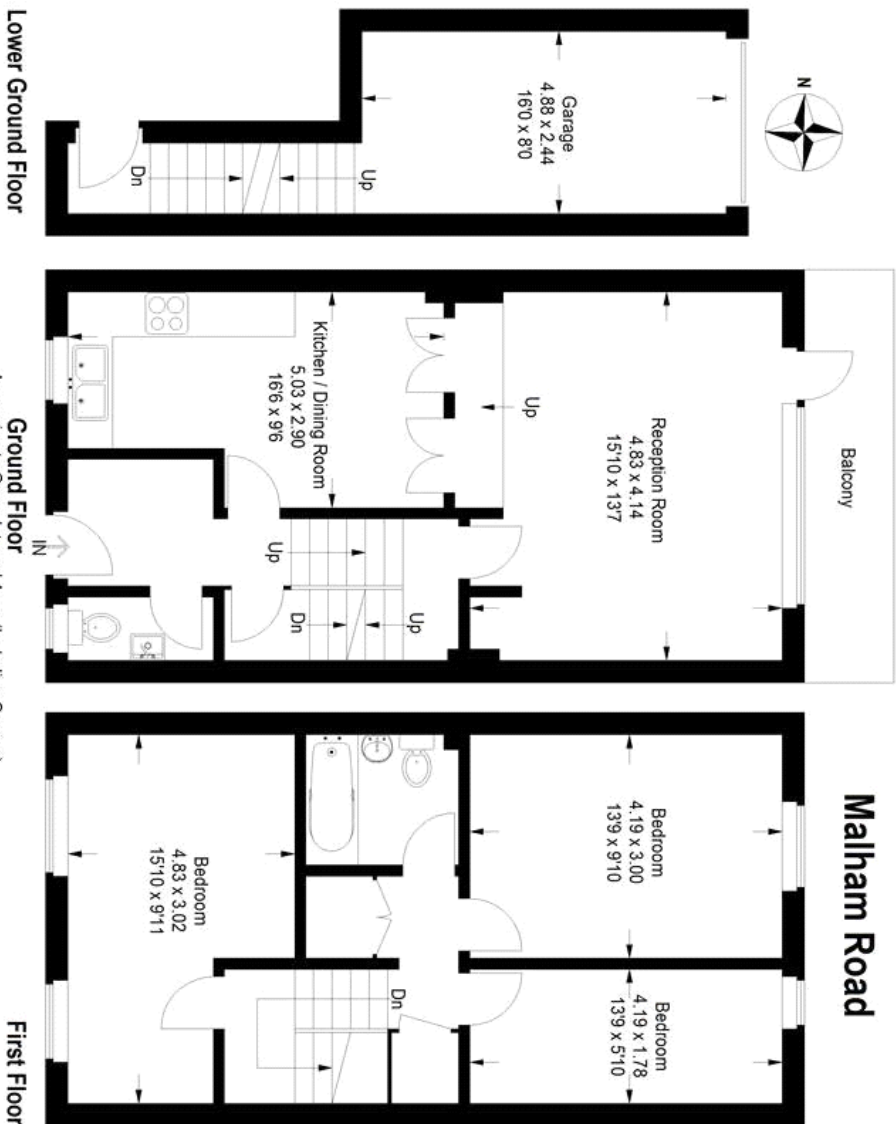 Malham Road
N
Garage
4.88 x 2.44
16'0 x 8'0
Up
Dn
Lower Ground Floor
Balcony
Reception Room
4.83 x 4.14
15'10 x 13'7
Up
Kitchen / Dining Room
5.03 x 2.90
16'6 x 9'6
Up
Up
Dn
IN
Ground Floor
Bedroom
4.19 x 3.00
13'9 x 9'10
Bedroom
4.19 x 1.78
13'9 x 5'10
Dn
Bedroom
4.83 x 3.02
15'10 x 9'11
First Floor